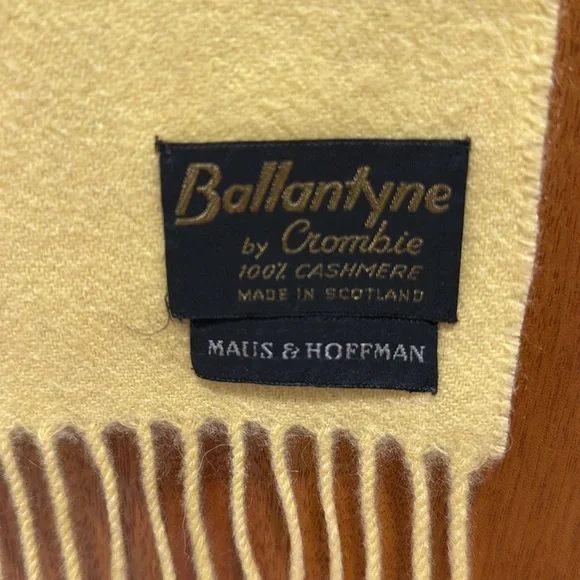 Ballantyne
by Crombie
100% CASHMERE
MADE IN SCOTLAND
MAUS & HOFFMAN